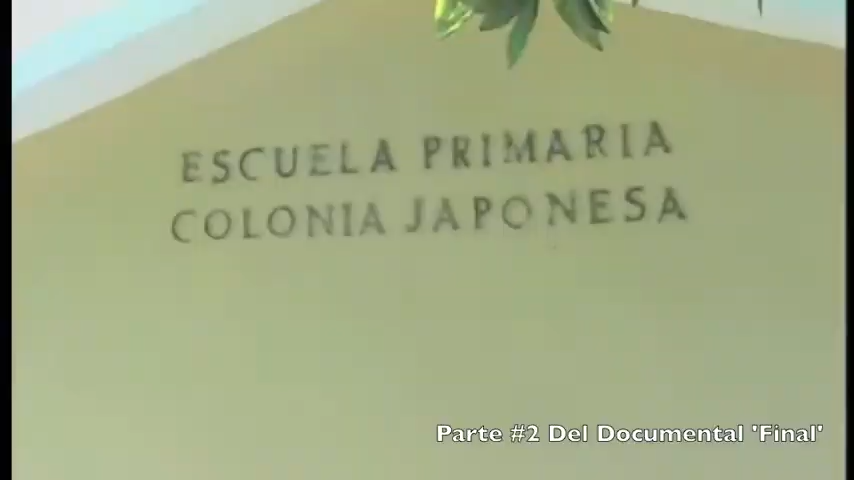 ESCUELA PRIMARIA
COLONIA JAPONESA
Parte #2 Del Documental 'Final'